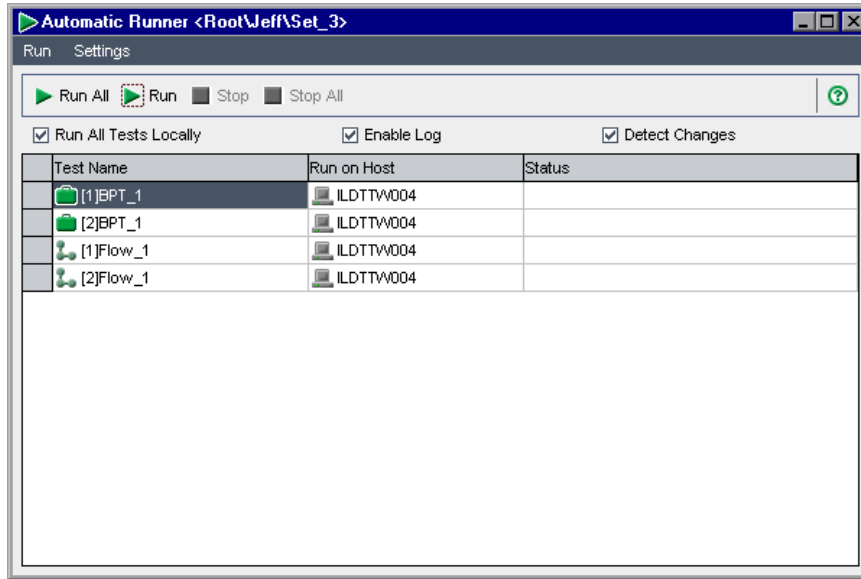 Automatic Runner <Root\Jeff\Set_3>
Run Settings
Run All Run Stop Stop All ?
Run All Tests Locally Enable Log Detect Changes
Test Name Run on Host Status
[1]BPT_1 ILDTTW004
[2]BPT_1 ILDTTW004
[1]Flow_1 ILDTTW004
[2]Flow_1 ILDTTW004